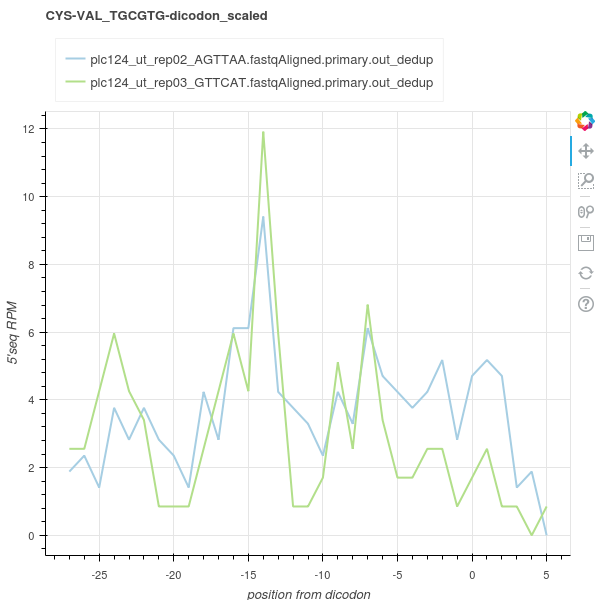 CYS-VAL_TGCGTG-dicodon_scaled
plc124_ut_rep02_AGTTAA.fastqAligned.primary.out_dedup
plc124_ut_rep03_GTTCAT.fastqAligned.primary.out_dedup
12
10
8
6
4
2
0
5'seq RPM
-25 -20 -15 -10 -5 0 5
position from dicodon